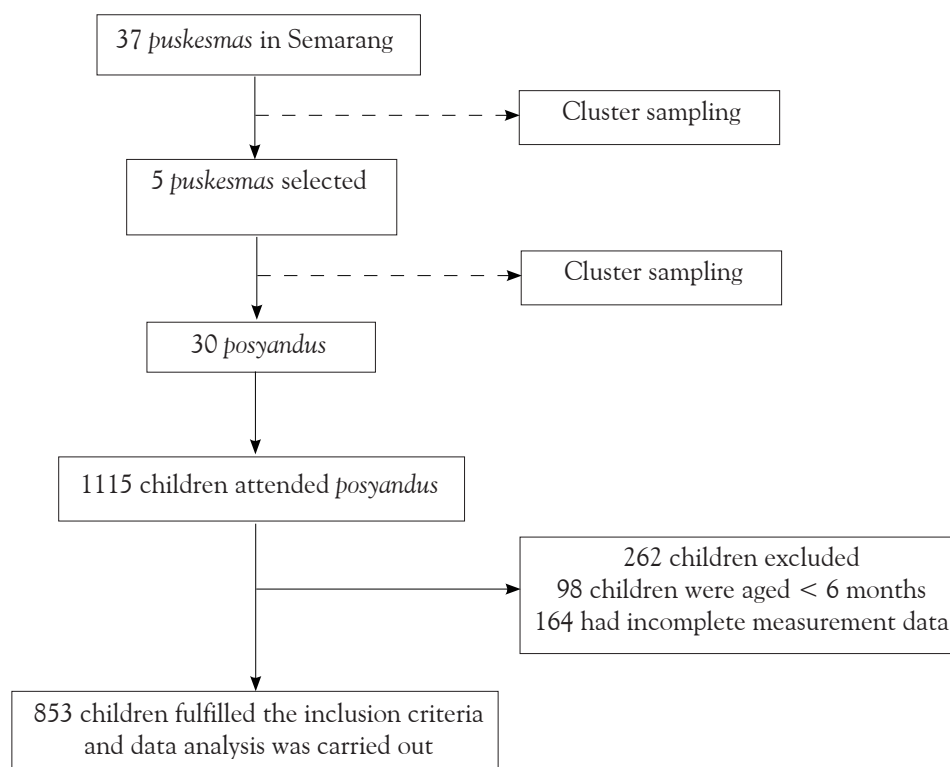 37 puskesmas in Semarang
Cluster sampling
5 puskesmas selected
Cluster sampling
30 posyandus
1115 children attended posyandus
262 children excluded
98 children were aged < 6 months
164 had incomplete measurement data
853 children fulfilled the inclusion criteria
and data analysis was carried out